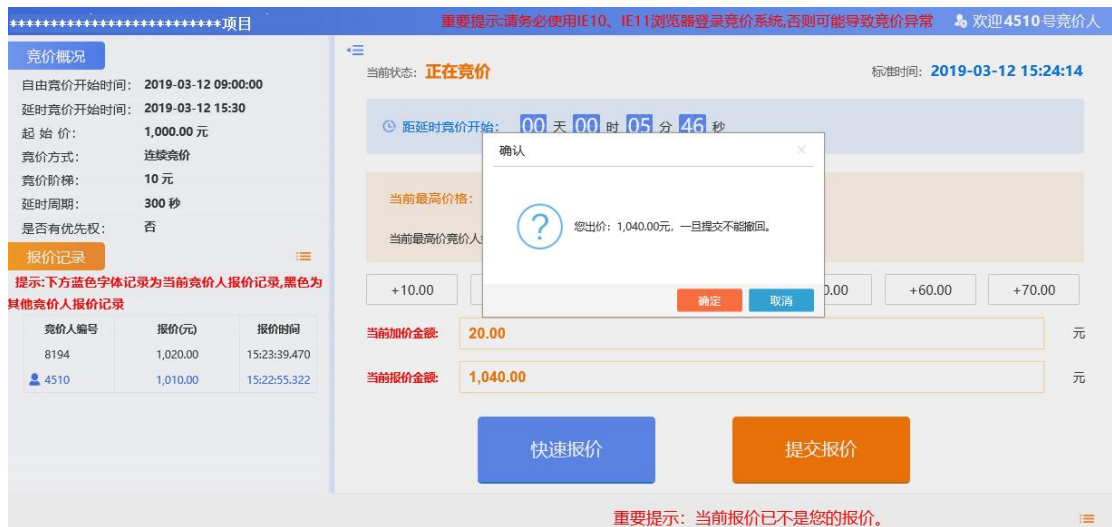 ***************************项目
重要提示:请务必使用IE10、IE11浏览器登录竞价系统,否则可能导致竞价异常
欢迎4510号竞价人
竞价概况
自由竞价开始时间： 2019-03-12 09:00:00
延时竞价开始时间： 2019-03-12 15:30
起 始 价： 1,000.00 元
竞价方式： 连续竞价
竞价阶梯： 10 元
延时周期： 300 秒
是否有优先权： 否
报价记录
提示:下方蓝色字体记录为当前竞价人报价记录,黑色为
其他竞价人报价记录
竞价人编号 报价(元) 报价时间
8194 1,020.00 15:23:39.470
4510 1,010.00 15:22:55.322
当前状态： 正在竞价
标准时间： 2019-03-12 15:24:14
距延时竞价开始： 00 天 00 时 05 分 46 秒
确认
当前最高价格：
您出价：1,040.00元，一旦提交不能撤回。
当前最高价竞价人
确定 取消
+10.00 0.00 +60.00 +70.00
当前加价金额: 20.00 元
当前报价金额: 1,040.00 元
快速报价 提交报价
重要提示：当前报价已不是您的报价。